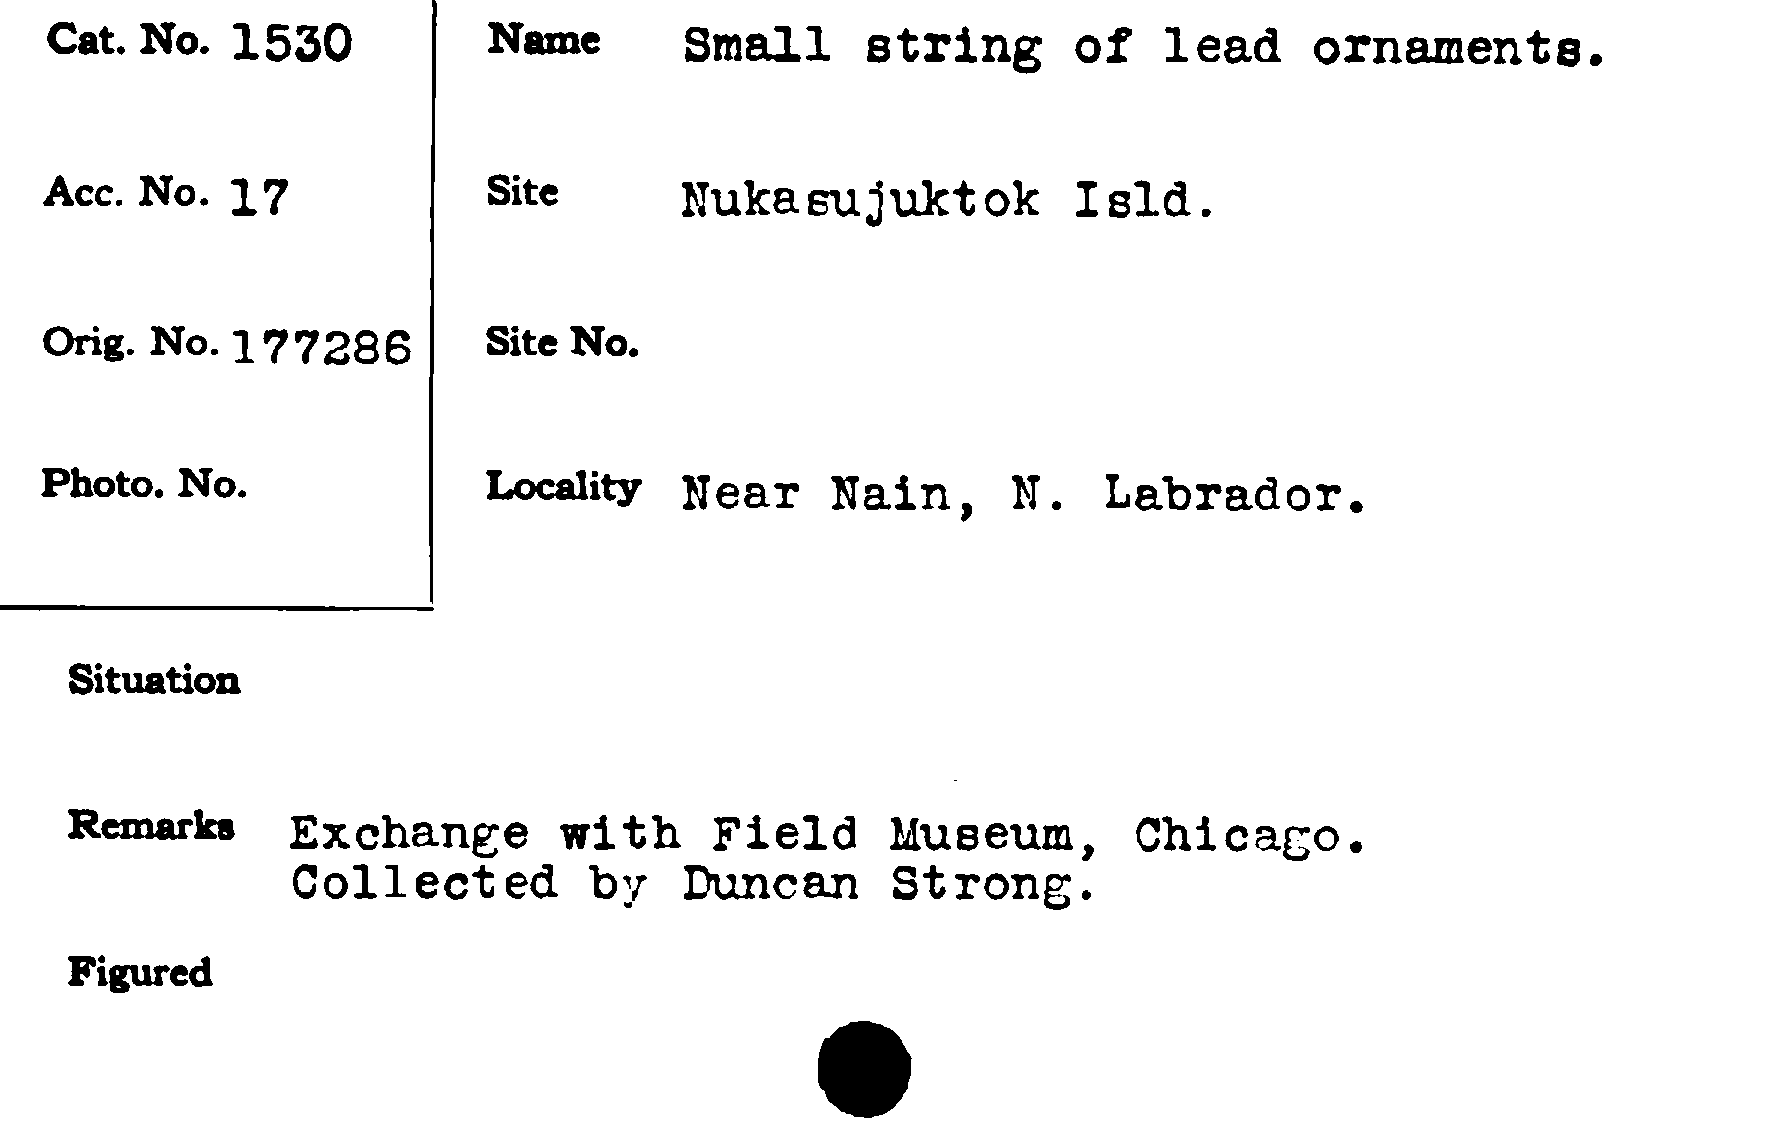 Cat. No. 1530
Name Small string of lead ornaments.
Acc. No. 17
Site Nukasujuktok Isld.
Orig. No. 177286
Site No.
Photo. No.
Locality Near Nain, N. Labrador.
Situation
Remarks Exchange with Field Museum, Chicago.
Collected by Duncan Strong.
Figured